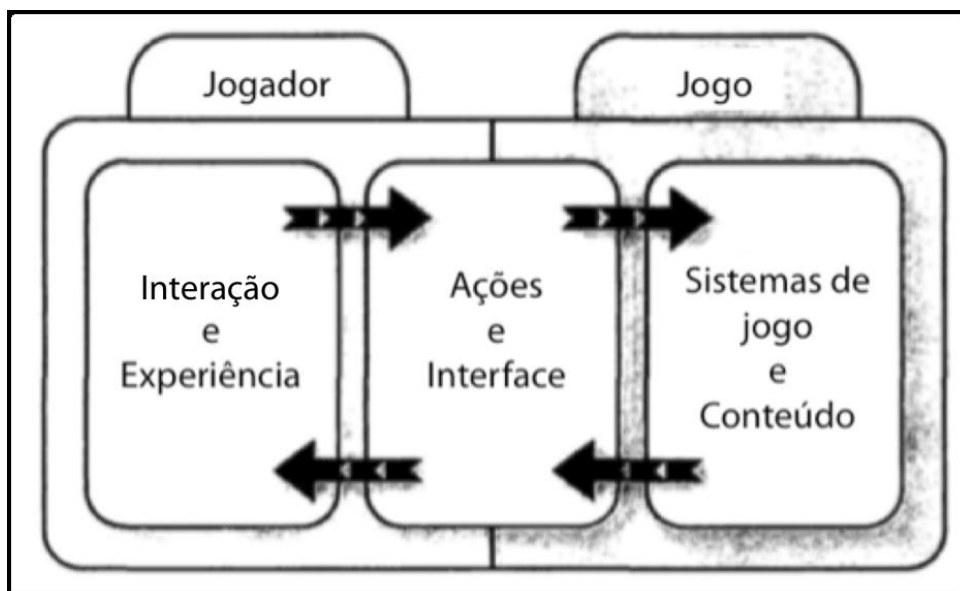 Jogador
Jogo
Interação
e
Experiência
Ações
e
Interface
Sistemas de
jogo
e
Conteúdo